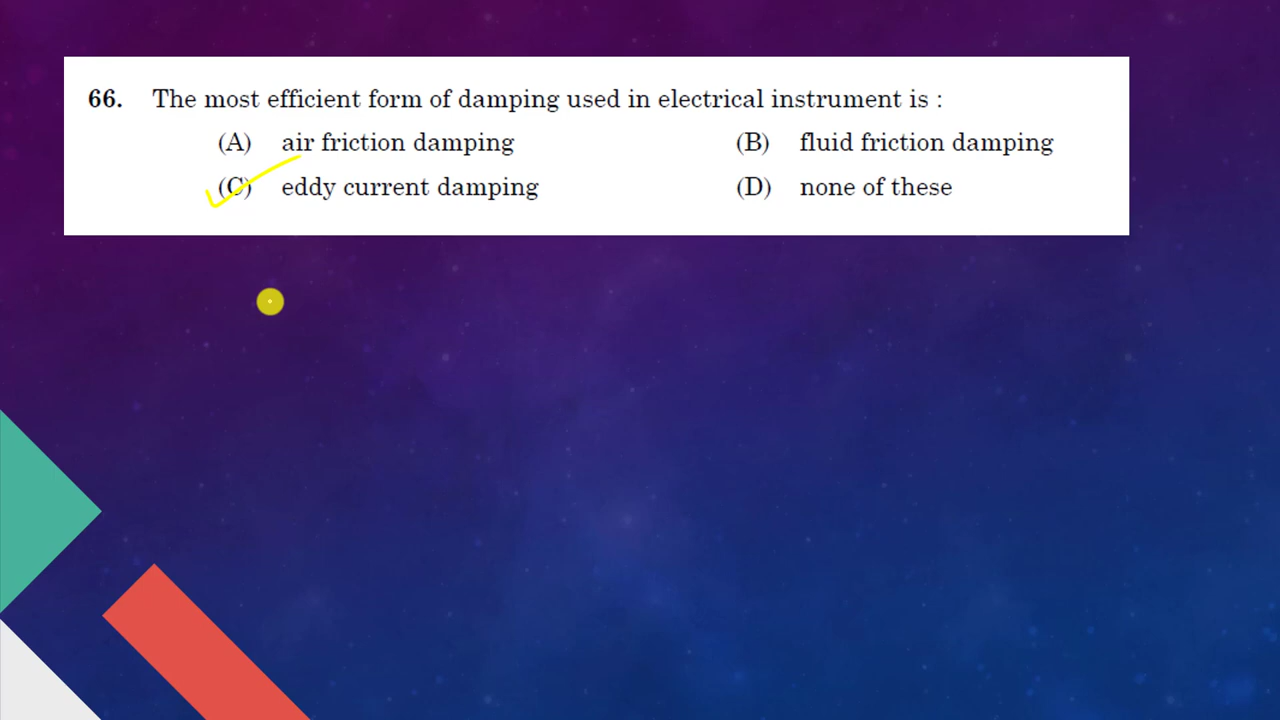 66. The most efficient form of damping used in electrical instrument is :
(A) air friction damping (B) fluid friction damping
(C) eddy current damping (D) none of these